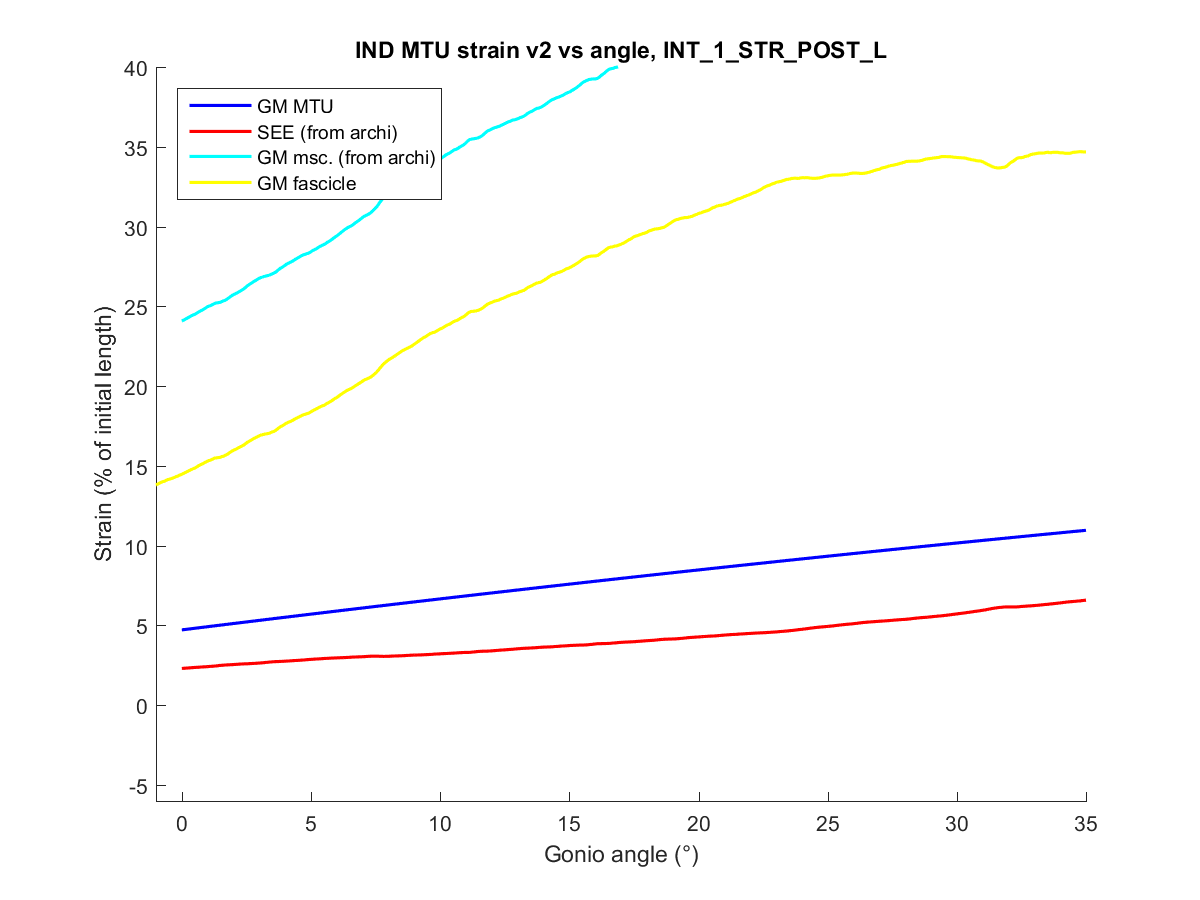 IND MTU strain v2 vs angle, INT_1_STR_POST_L
40
35
30
25
20
15
10
5
0
-5
Strain (% of initial length)
GM MTU
SEE (from archi)
GM msc. (from archi)
GM fascicle
0 5 10 15 20 25 30 35
Gonio angle (°)